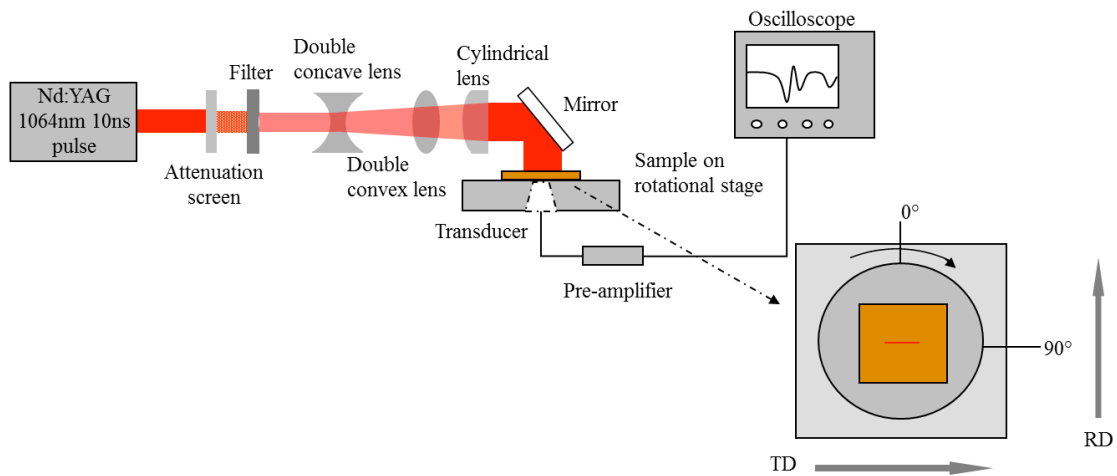 Oscilloscope
Double
concave lens
Cylindrical
lens
Filter
Mirror
Nd:YAG
1064nm 10ns
pulse
Attenuation
screen
Double
convex lens
Sample on
rotational stage
Transducer
Pre-amplifier
0°
90°
RD
TD